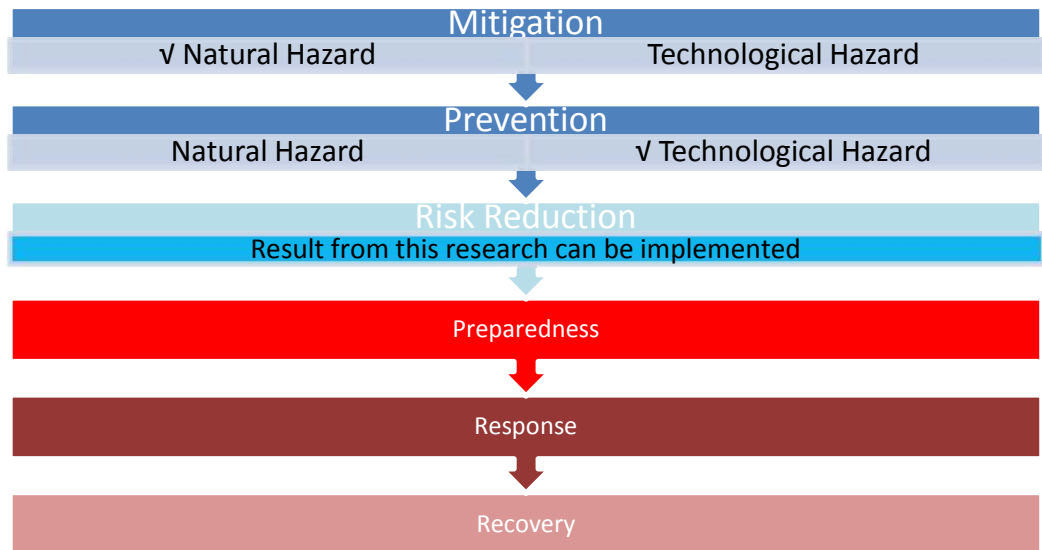 Mitigation
√ Natural Hazard Technological Hazard
Prevention
Natural Hazard √ Technological Hazard
Risk Reduction
Result from this research can be implemented
Preparedness
Response
Recovery